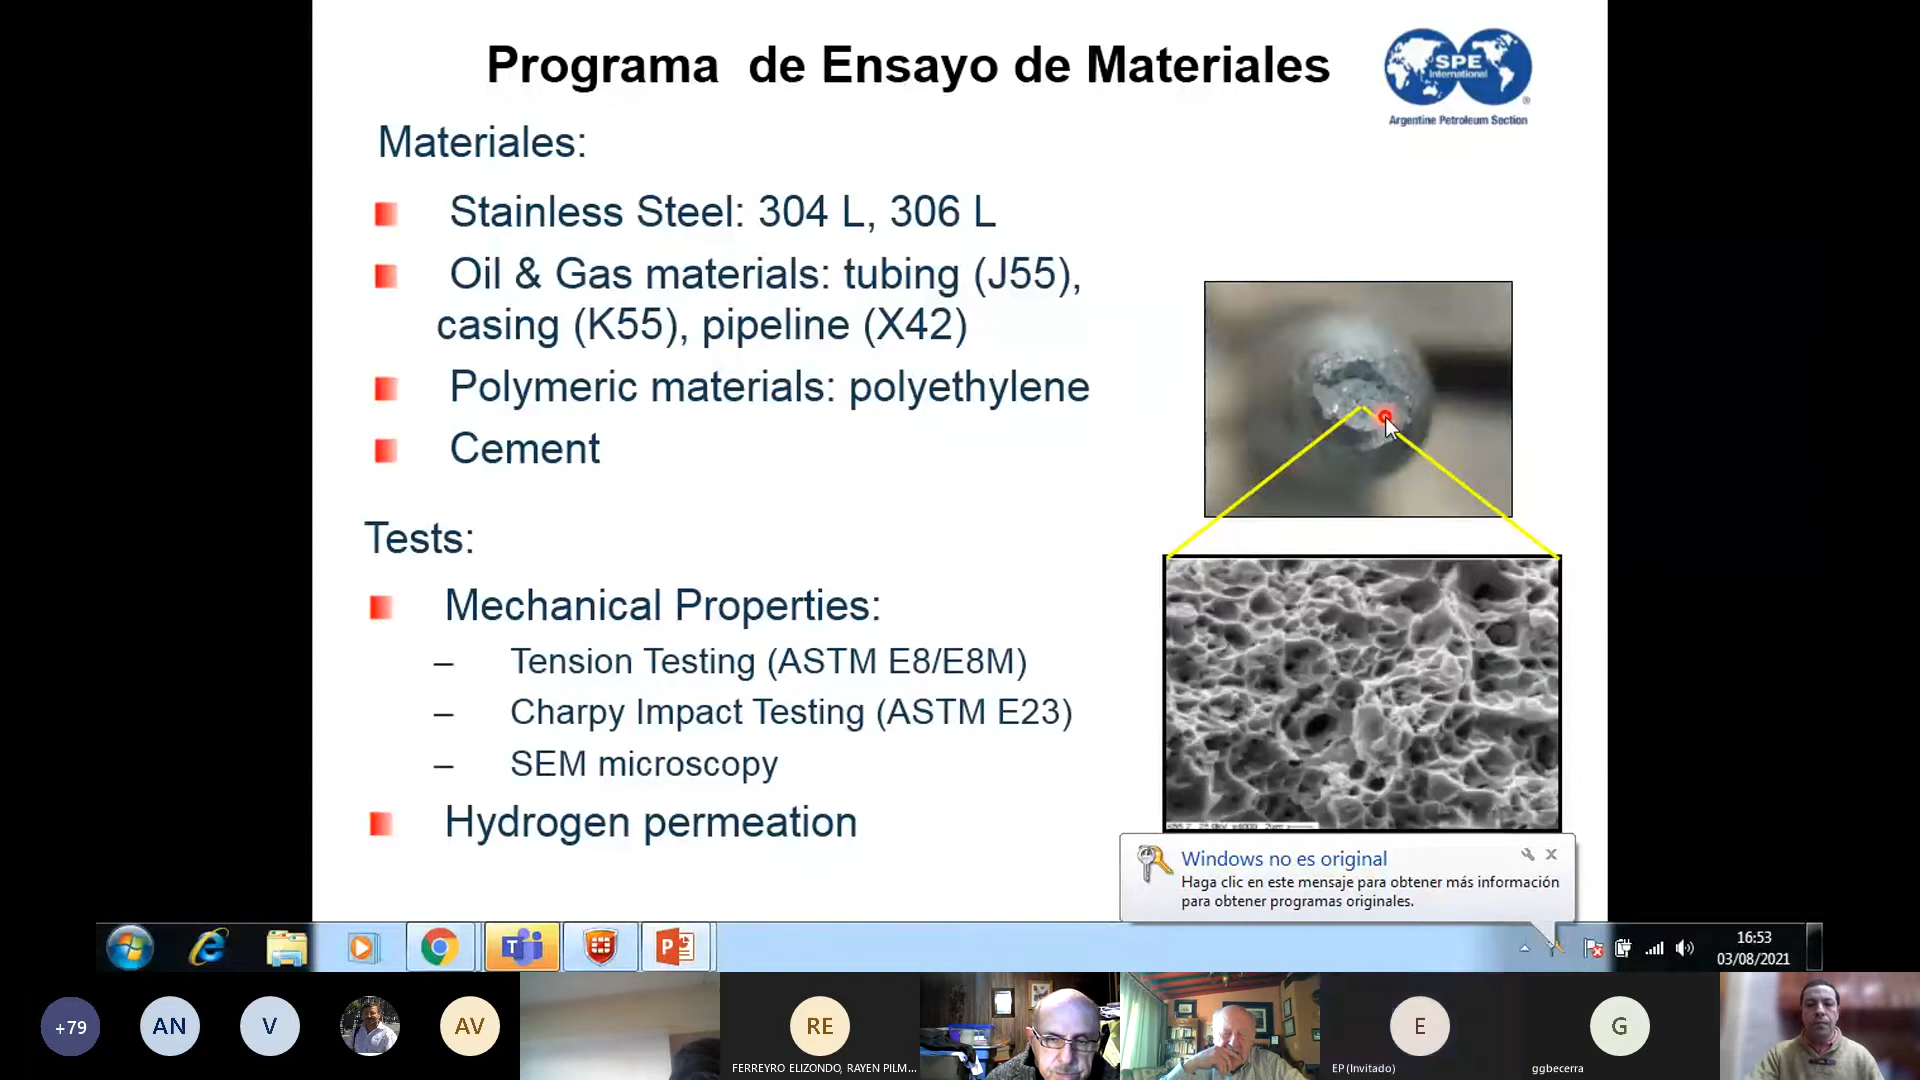 Programa de Ensayo de Materiales
SPE
International
®
Argentine Petroleum Section
Materiales:
Stainless Steel: 304 L, 306 L
Oil & Gas materials: tubing (J55),
casing (K55), pipeline (X42)
Polymeric materials: polyethylene
Cement
Tests:
Mechanical Properties:
– Tension Testing (ASTM E8/E8M)
– Charpy Impact Testing (ASTM E23)
– SEM microscopy
Hydrogen permeation
Windows no es original
Haga clic en este mensaje para obtener más información
para obtener programas originales.
16:53
03/08/2021
+79
AN
V
AV
RE
FERREYRO ELIZONDO, RAYEN PILM...
E
EP (Invitado)
G
ggbecerra